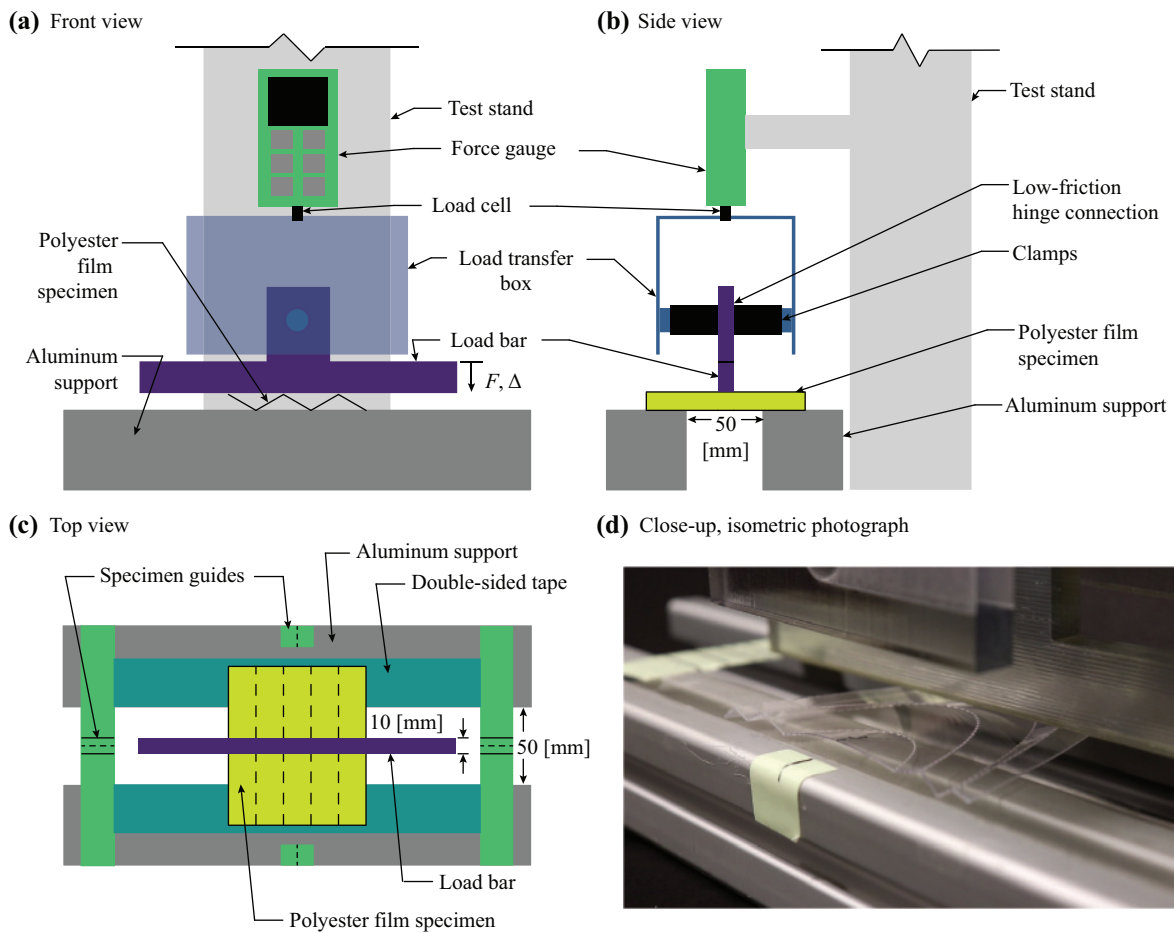 (a) Front view
Test stand
Force gauge
Load cell
Polyester
film
specimen
Load transfer
box
Load bar
Aluminum
support
F, Δ
(b) Side view
Test stand
Low-friction
hinge connection
Clamps
Polyester film
specimen
Aluminum support
50
[mm]
(c) Top view
Aluminum support
Specimen guides
Double-sided tape
10 [mm]
50 [mm]
Load bar
Polyester film specimen
(d) Close-up, isometric photograph